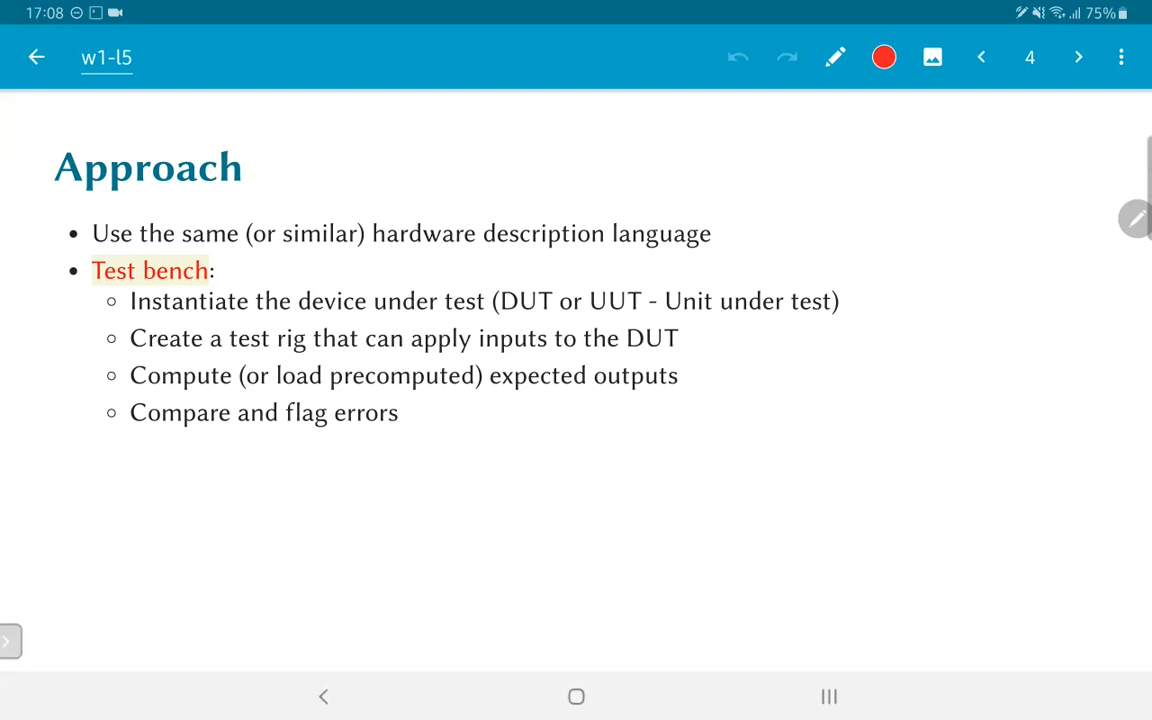 17:08 75%
w1-l5 4
Approach
• Use the same (or similar) hardware description language
• Test bench:
○ Instantiate the device under test (DUT or UUT - Unit under test)
○ Create a test rig that can apply inputs to the DUT
○ Compute (or load precomputed) expected outputs
○ Compare and flag errors